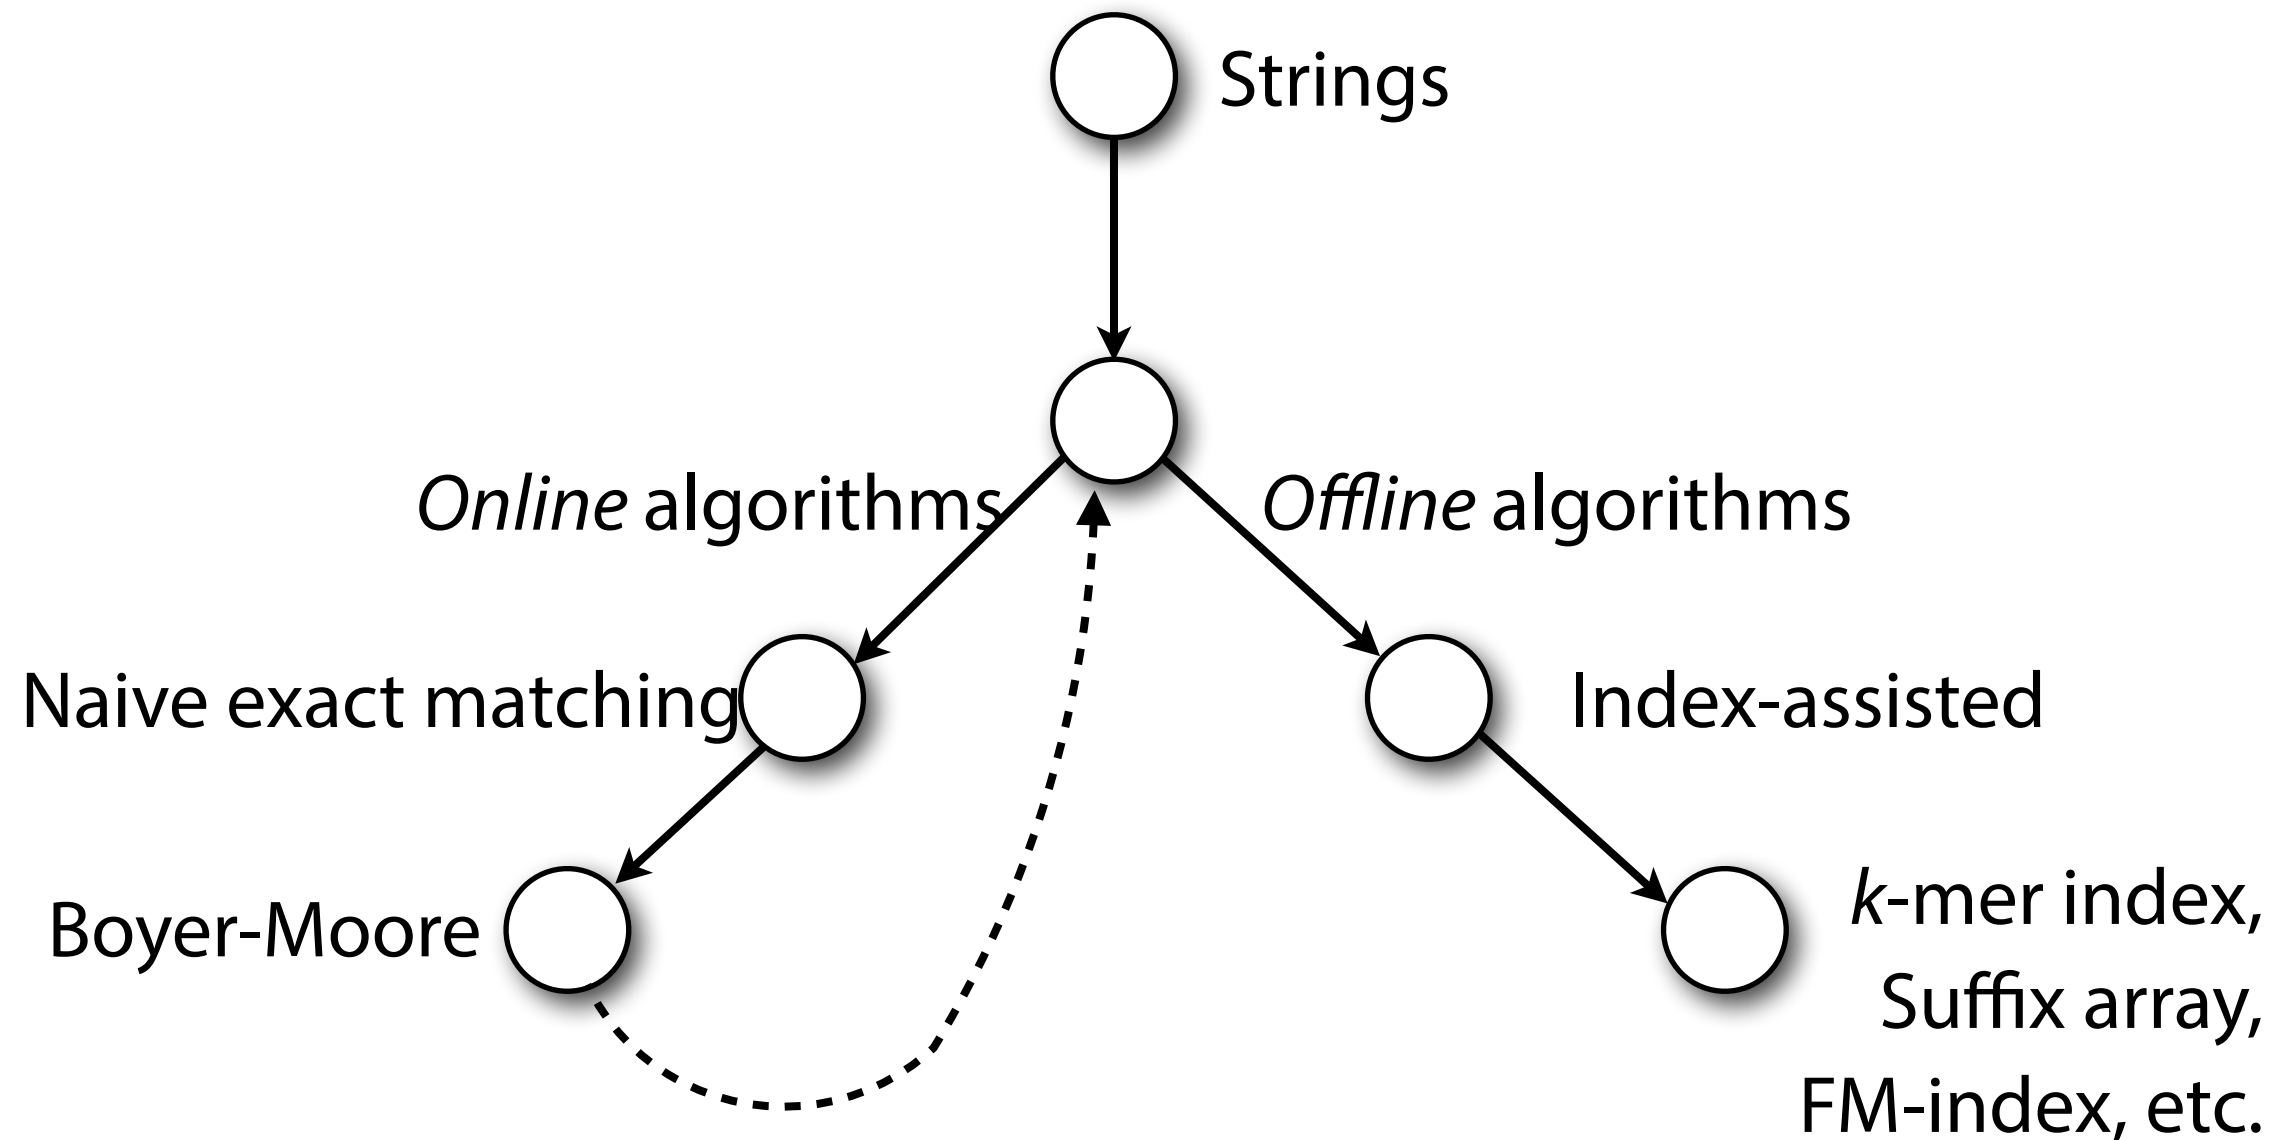 Strings
Online algorithms
Offline algorithms
Naive exact matching
Index-assisted
Boyer-Moore
k-mer index,
Suffix array,
FM-index, etc.